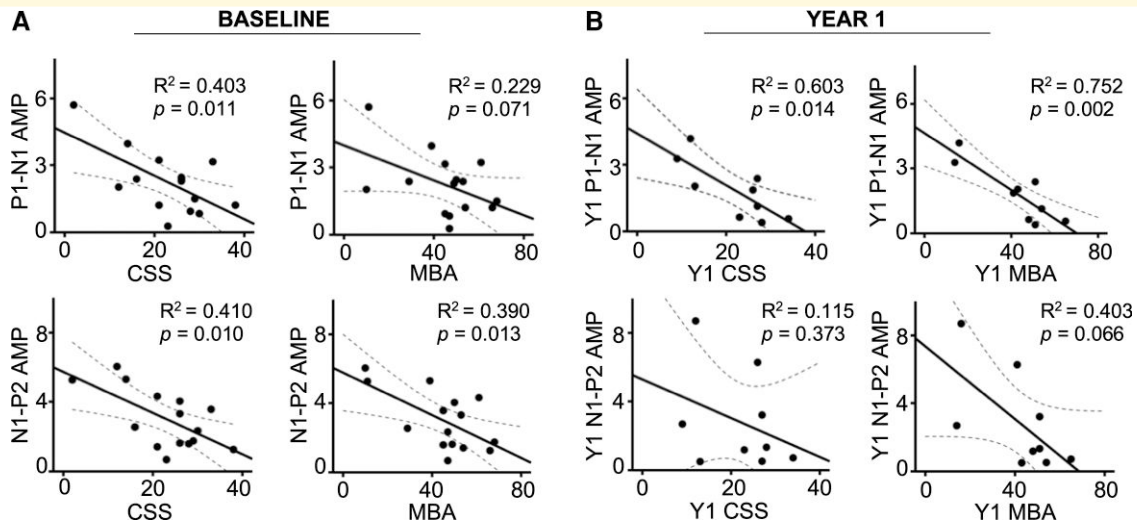 A BASELINE
B YEAR 1
R² = 0.403
p = 0.011
P1-N1 AMP
6
3
0
0 20 40
CSS
R² = 0.229
p = 0.071
P1-N1 AMP
6
3
0
0 40 80
MBA
R² = 0.603
p = 0.014
Y1 P1-N1 AMP
6
3
0
0 20 40
Y1 CSS
R² = 0.752
p = 0.002
Y1 P1-N1 AMP
6
3
0
0 40 80
Y1 MBA
R² = 0.410
p = 0.010
N1-P2 AMP
8
4
0
0 20 40
CSS
R² = 0.390
p = 0.013
N1-P2 AMP
8
4
0
0 40 80
MBA
R² = 0.115
p = 0.373
Y1 N1-P2 AMP
8
4
0
0 20 40
Y1 CSS
R² = 0.403
p = 0.066
Y1 N1-P2 AMP
8
4
0
0 40 80
Y1 MBA